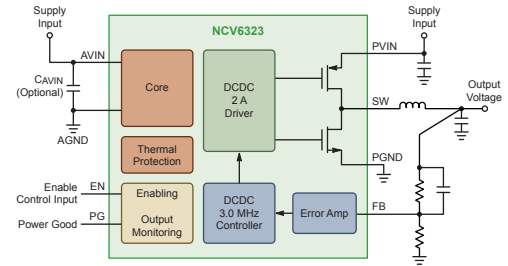 Supply
Input
NCV6323
Supply
Input
AVIN
PVIN
CAVIN
(Optional)
Core
DCDC
2 A
Driver
SW
Output
Voltage
AGND
Thermal
Protection
PGND
Enable
Control Input
EN
Enabling
Power Good
PG
Output
Monitoring
DCDC
3.0 MHz
Controller
Error Amp
FB